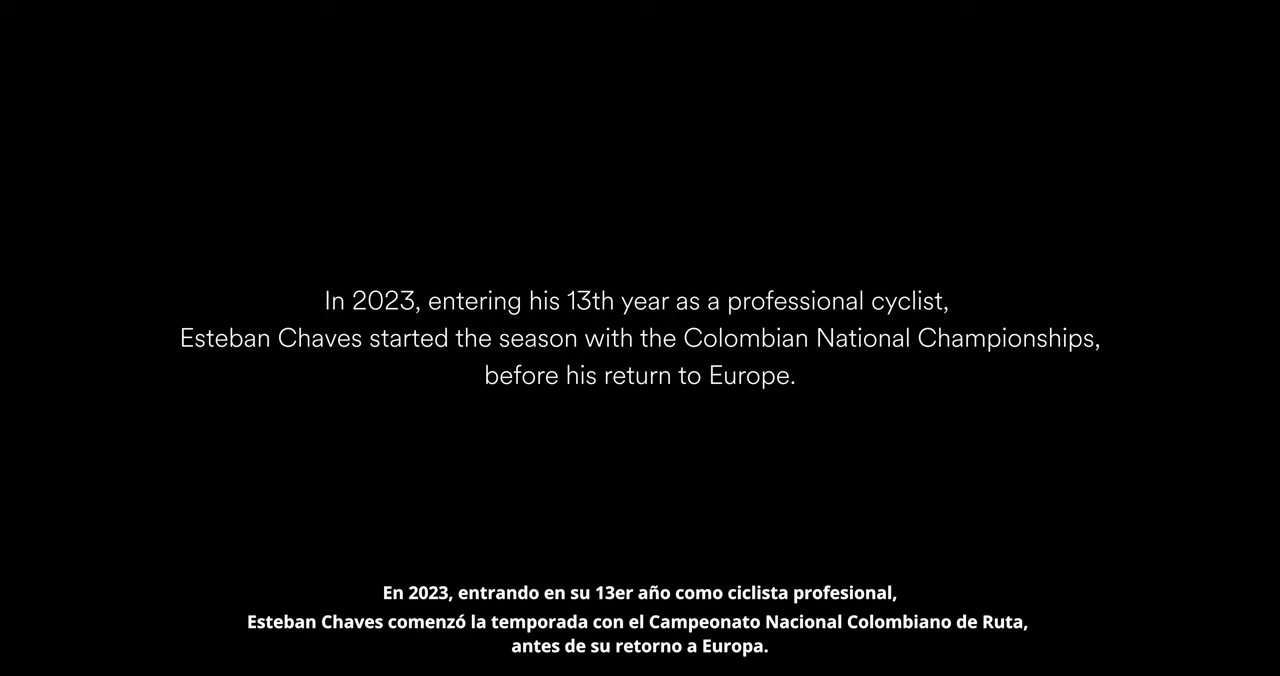 In 2023, entering his 13th year as a professional cyclist,
Esteban Chaves started the season with the Colombian National Championships,
before his return to Europe.
En 2023, entrando en su 13er año como ciclista profesional,
Esteban Chaves comenzó la temporada con el Campeonato Nacional Colombiano de Ruta,
antes de su retorno a Europa.